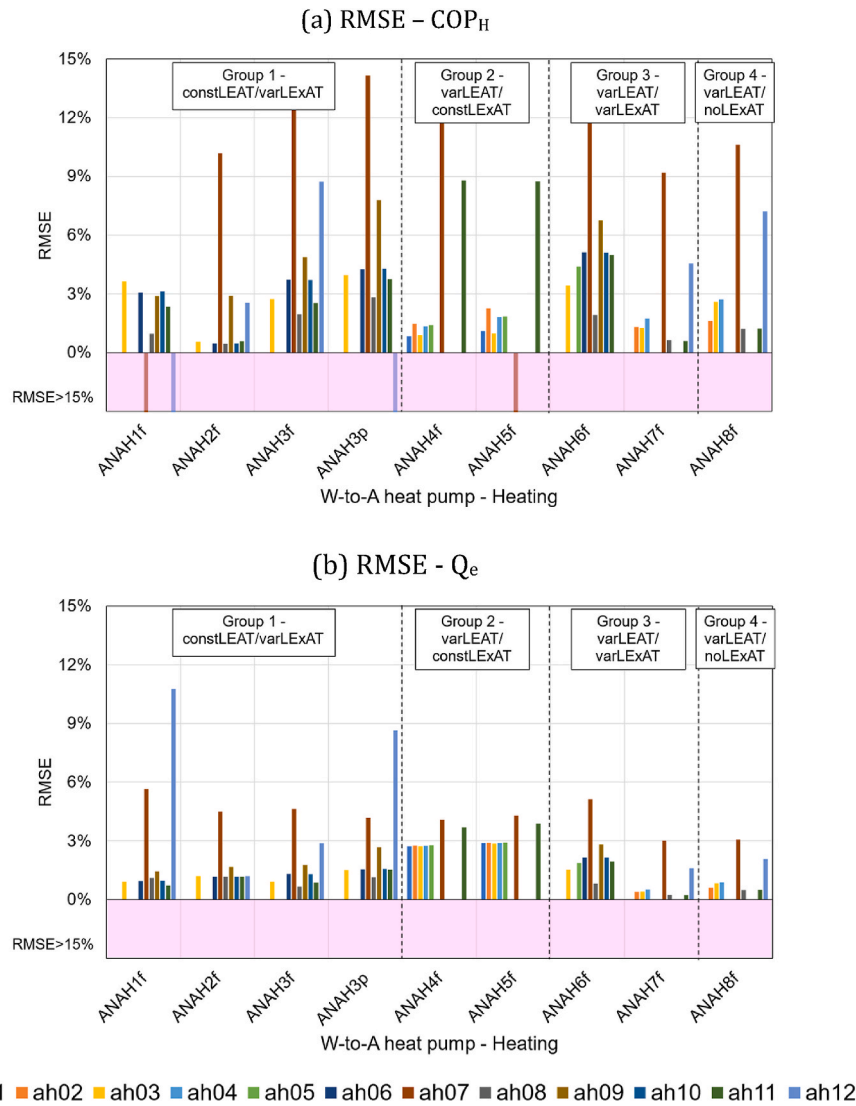 (a) RMSE – COPH
15%
12%
9%
6%
3%
0%
RMSE>15%
RMSE
Group 1 -
constLEAT/varLExAT
Group 2 -
varLEAT/
constLExAT
Group 3 -
varLEAT/
varLExAT
Group 4 -
varLEAT/
noLExAT
ANAH1f
ANAH2f
ANAH3f
ANAH3p
ANAH4f
ANAH5f
ANAH6f
ANAH7f
ANAH8f
W-to-A heat pump - Heating
(b) RMSE - Qe
15%
12%
9%
6%
3%
0%
RMSE>15%
RMSE
Group 1 -
constLEAT/varLExAT
Group 2 -
varLEAT/
constLExAT
Group 3 -
varLEAT/
varLExAT
Group 4 -
varLEAT/
noLExAT
ANAH1f
ANAH2f
ANAH3f
ANAH3p
ANAH4f
ANAH5f
ANAH6f
ANAH7f
ANAH8f
W-to-A heat pump - Heating
ah02 ah03 ah04 ah05 ah06 ah07 ah08 ah09 ah10 ah11 ah12